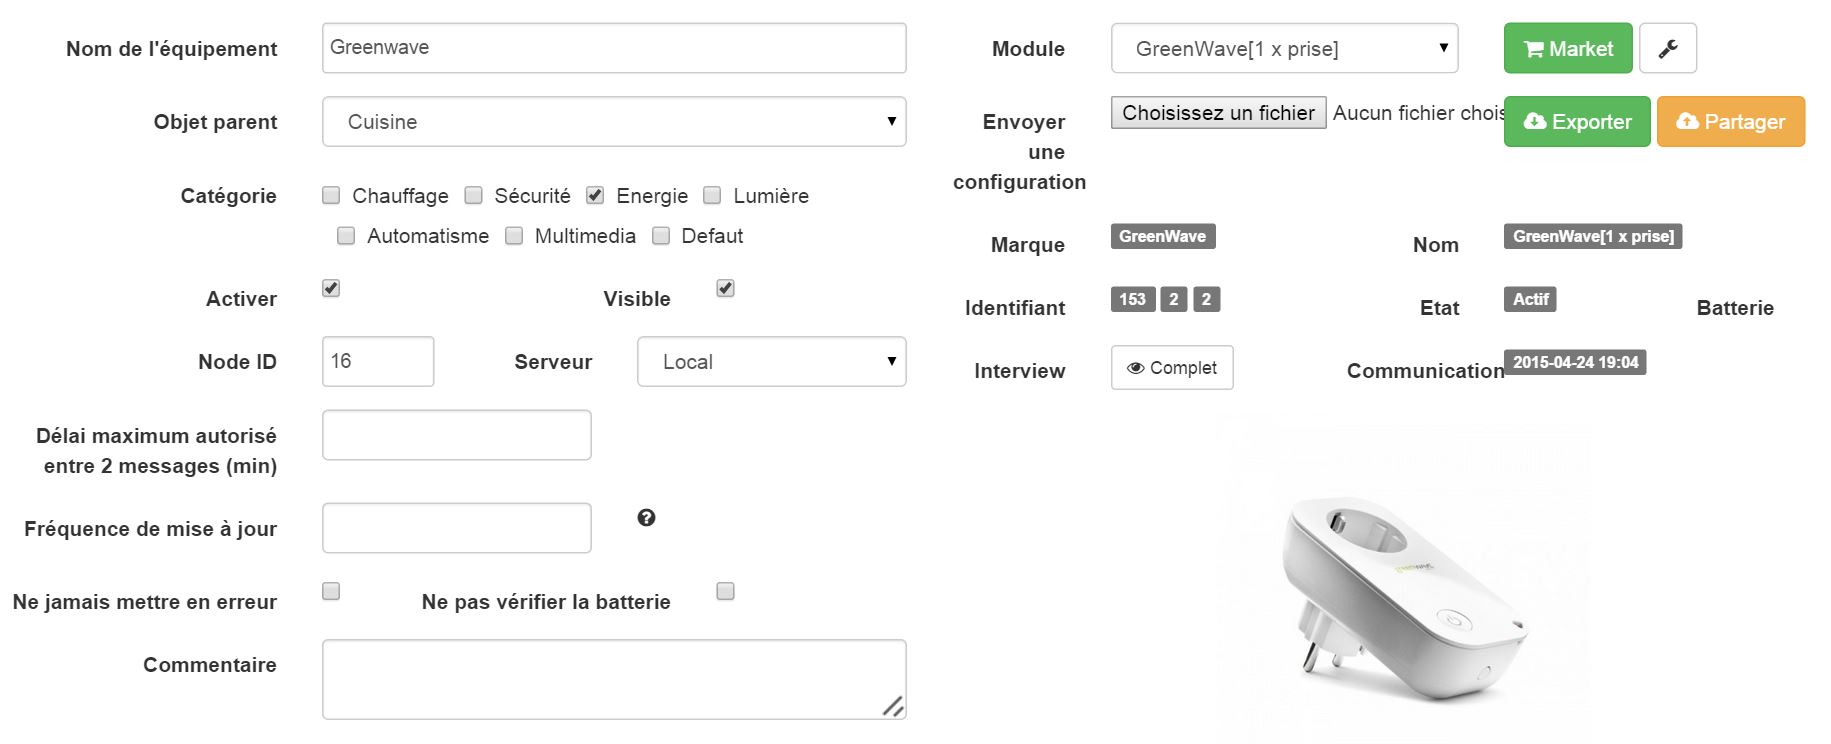 Nom de l'équipement Greenwave
Objet parent Cuisine
Catégorie Chauffage Sécurité Energie Lumière
Automatisme Multimedia Defaut
Activer Visible
Node ID 16 Serveur Local
Délai maximum autorisé
entre 2 messages (min)
Fréquence de mise à jour
Ne jamais mettre en erreur Ne pas vérifier la batterie
Commentaire
Module GreenWave[1 x prise] Market
Envoyer Choisissez un fichier Aucun fichier chois Exporter Partager
une
configuration
Marque GreenWave Nom GreenWave[1 x prise]
Identifiant 153 2 2 Etat Actif Batterie
Interview Complet Communication 2015-04-24 19:04
greenwave